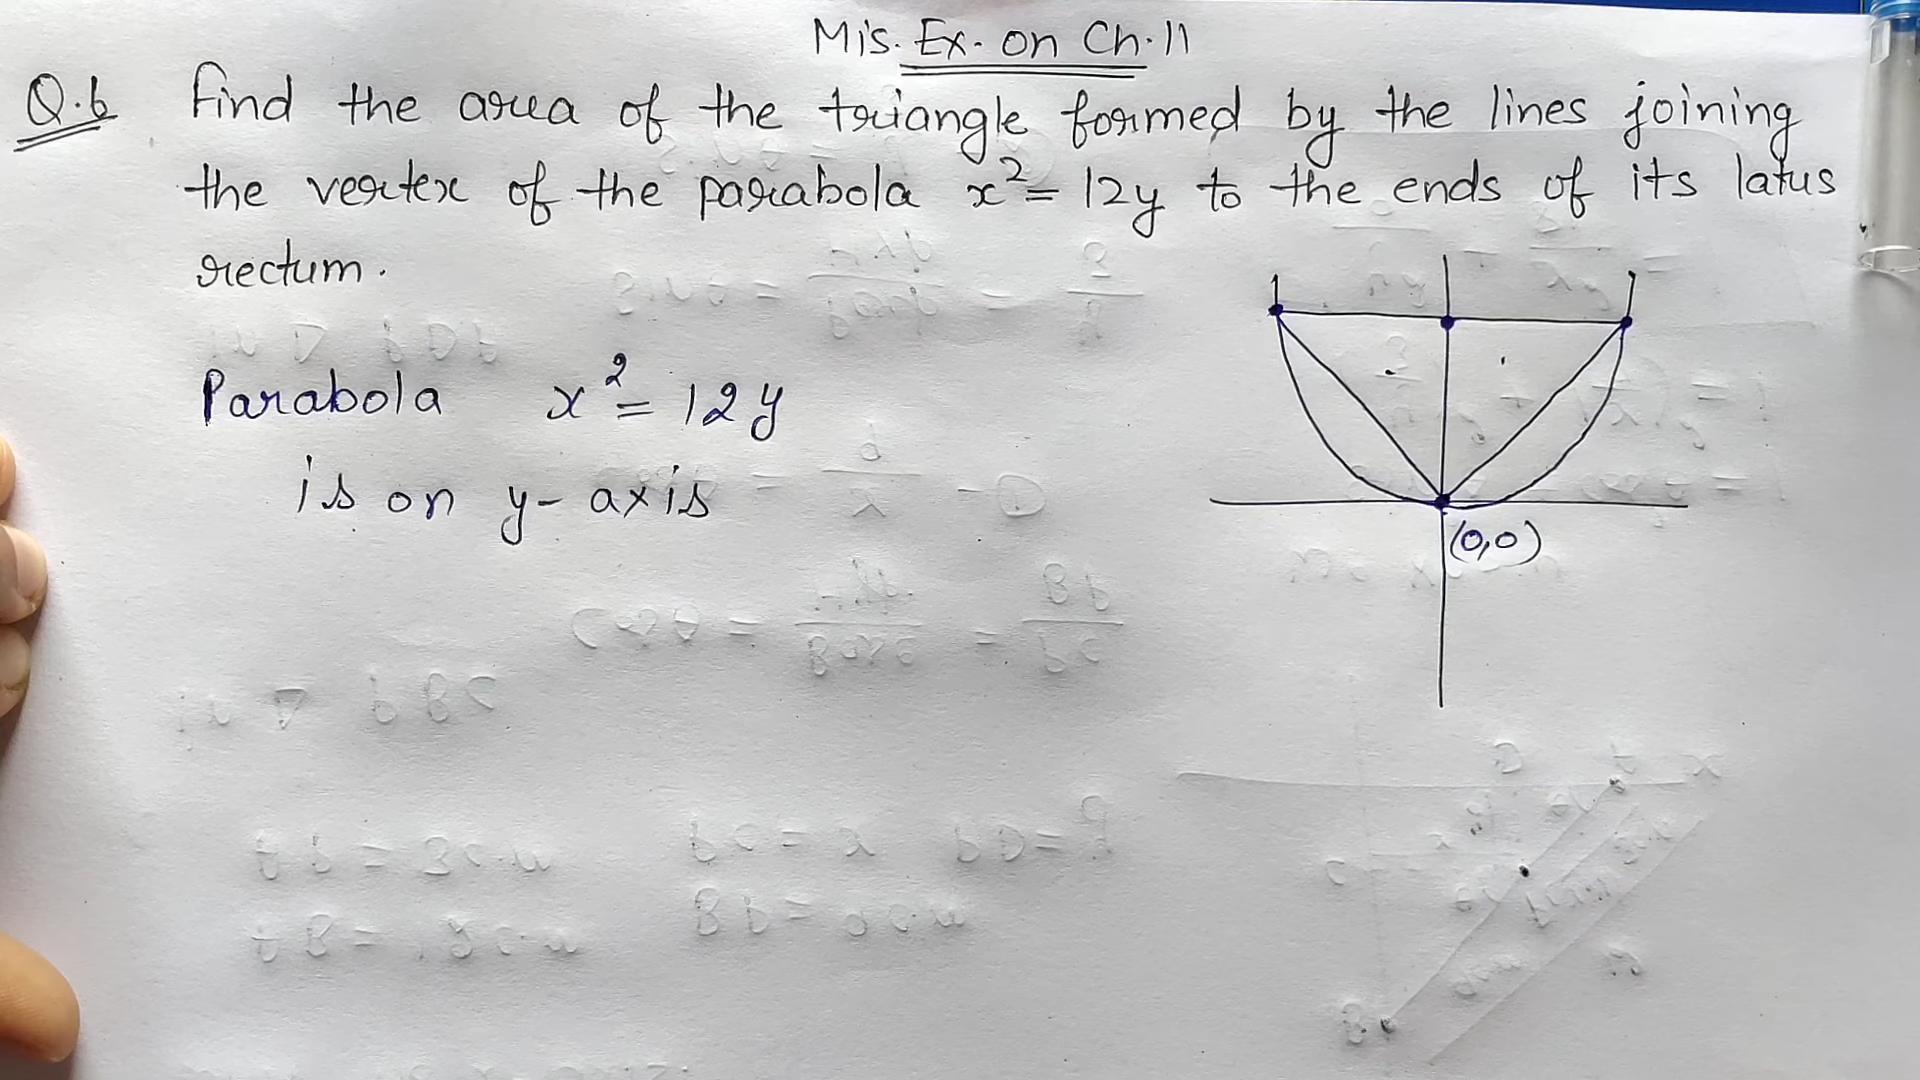 Mis. Ex. on Ch. 11
Q.6 Find the area of the triangle formed by the lines joining
the vertex of the parabola x² = 12y to the ends of its latus
rectum.
Parabola x² = 12y
is on y-axis
(0,0)